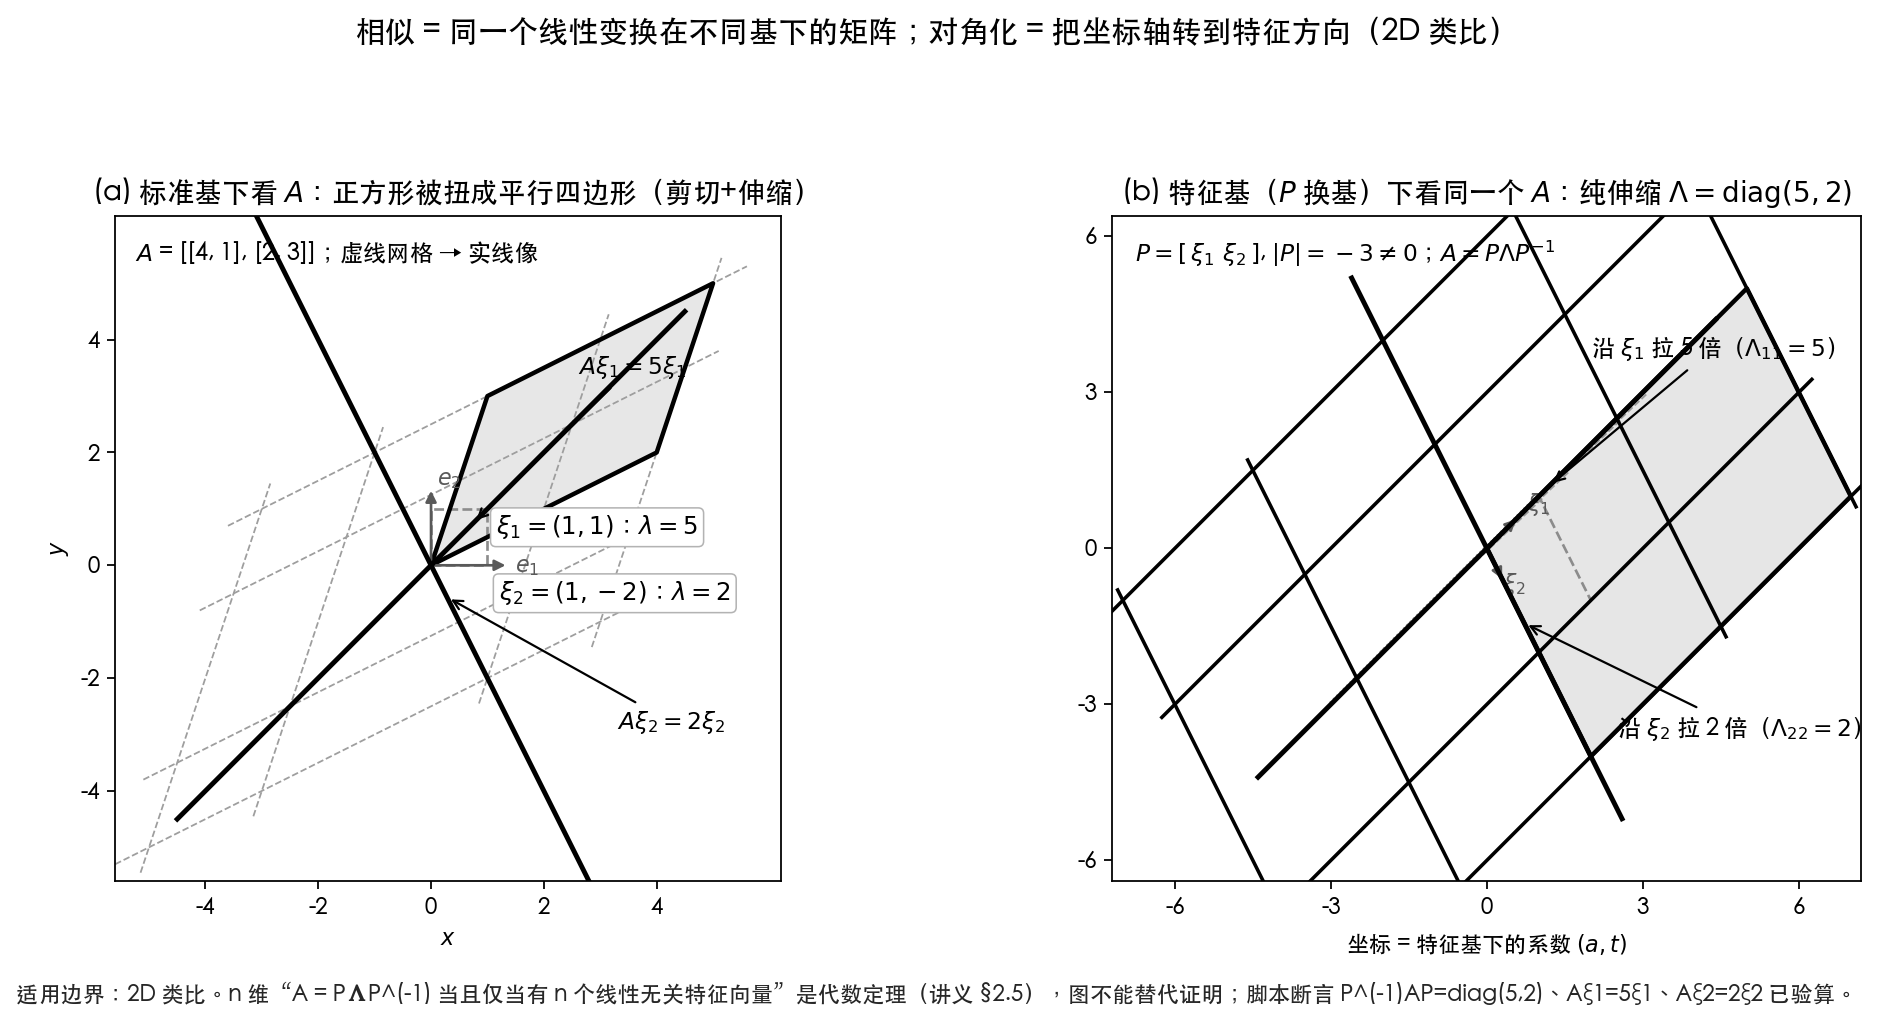 相似 = 同一个线性变换在不同基下的矩阵；对角化 = 把坐标轴转到特征方向（2D 类比）
(a) 标准基下看 A：正方形被扭成平行四边形（剪切+伸缩）
A = [[4, 1], [2, 3]]；虚线网格 → 实线像
Aξ₁ = 5ξ₁
e₂
ξ₁ = (1, 1) : λ = 5
e₁
ξ₂ = (1, −2) : λ = 2
Aξ₂ = 2ξ₂
4
2
0
-2
-4
y
-4 -2 0 2 4
x
(b) 特征基（P 换基）下看同一个 A：纯伸缩 Λ = diag(5, 2)
P = [ ξ₁ ξ₂ ], |P| = −3 ≠ 0；A = PΛP⁻¹
沿 ξ₁ 拉 5 倍（Λ₁₁ = 5）
ξ₁
ξ₂
沿 ξ₂ 拉 2 倍（Λ₂₂ = 2）
6
3
0
-3
-6
-6 -3 0 3 6
坐标 = 特征基下的系数 (a, t)
适用边界：2D 类比。n 维“A = PΛP^(-1) 当且仅当有 n 个线性无关特征向量”是代数定理（讲义 §2.5），图不能替代证明；脚本断言 P^(-1)AP=diag(5,2)、Aξ1=5ξ1、Aξ2=2ξ2 已验算。